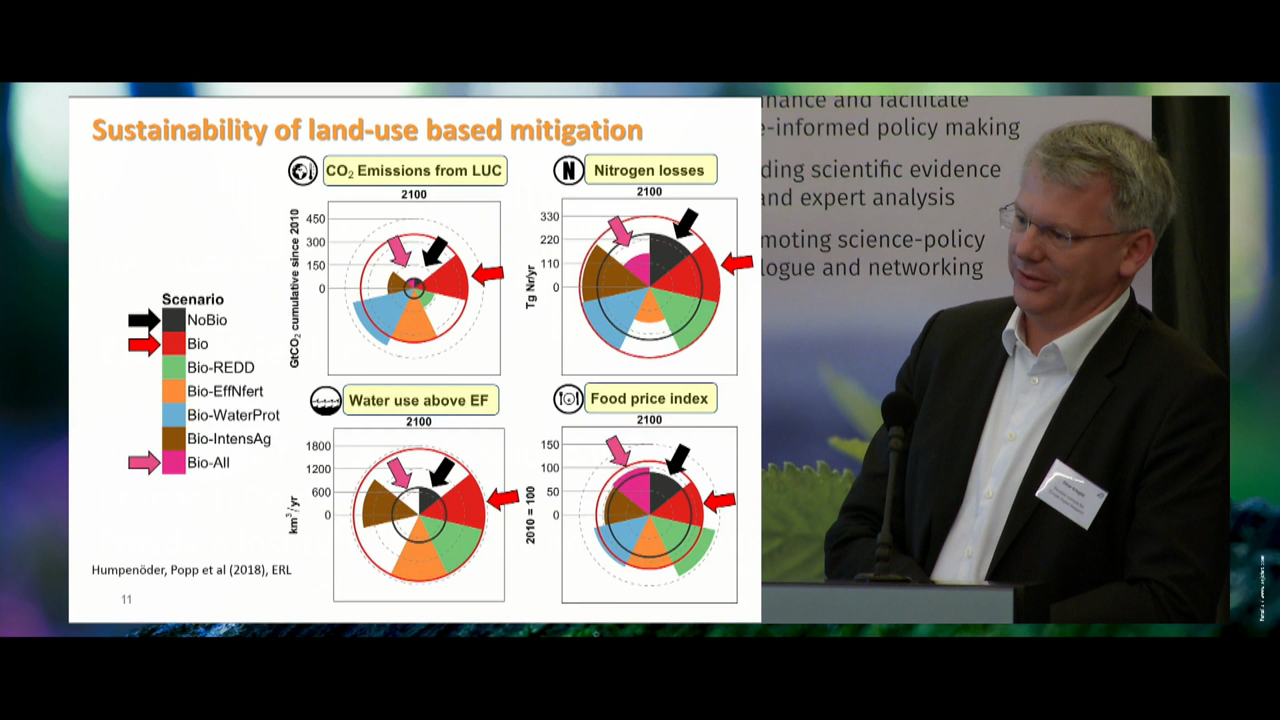 Sustainability of land-use based mitigation
CO₂ Emissions from LUC
2100
450
300
150
0
GtCO₂ cumulative since 2010
Nitrogen losses
N
2100
330
220
110
0
Tg Nr/yr
Scenario
NoBio
Bio
Bio-REDD
Bio-EffNfert
Bio-WaterProt
Bio-IntensAg
Bio-All
Water use above EF
2100
1800
1200
600
0
km³/yr
Food price index
2100
150
100
50
0
2010 = 100
Humpenöder, Popp et al (2018), ERL
11
nance and facilitate
e-informed policy making
ding scientific evidence
and expert analysis
moting science-policy
logue and networking